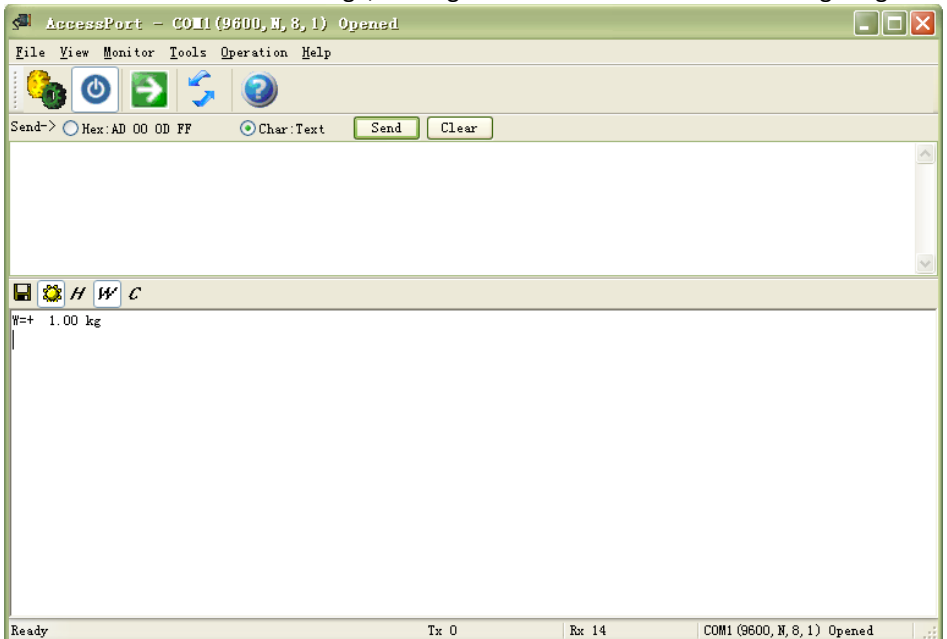 AccessPort - COM1(9600,N,8,1) Opened
File View Monitor Tools Operation Help
Send-> Hex:AD 00 0D FF Char:Text Send Clear
H W C
W=+ 1.00 kg
Ready Tx 0 Rx 14 COM1 (9600,N,8,1) Opened